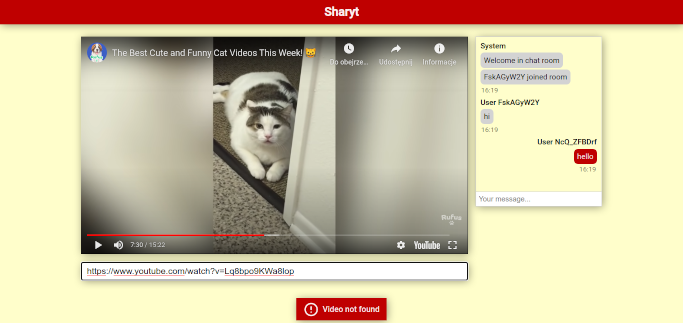 Sharyt
The Best Cute and Funny Cat Videos This Week! 🐱
Do obejrze...
Udostępnij
Informacje
Rufus
7:30 / 15:22
YouTube
https://www.youtube.com/watch?v=Lq8bpo9KWa8lop
Video not found
System
Welcome in chat room
FskAGyW2Y joined room
16:19
User FskAGyW2Y
hi
16:19
User NcQ_ZFBDrf
hello
16:19
Your message...